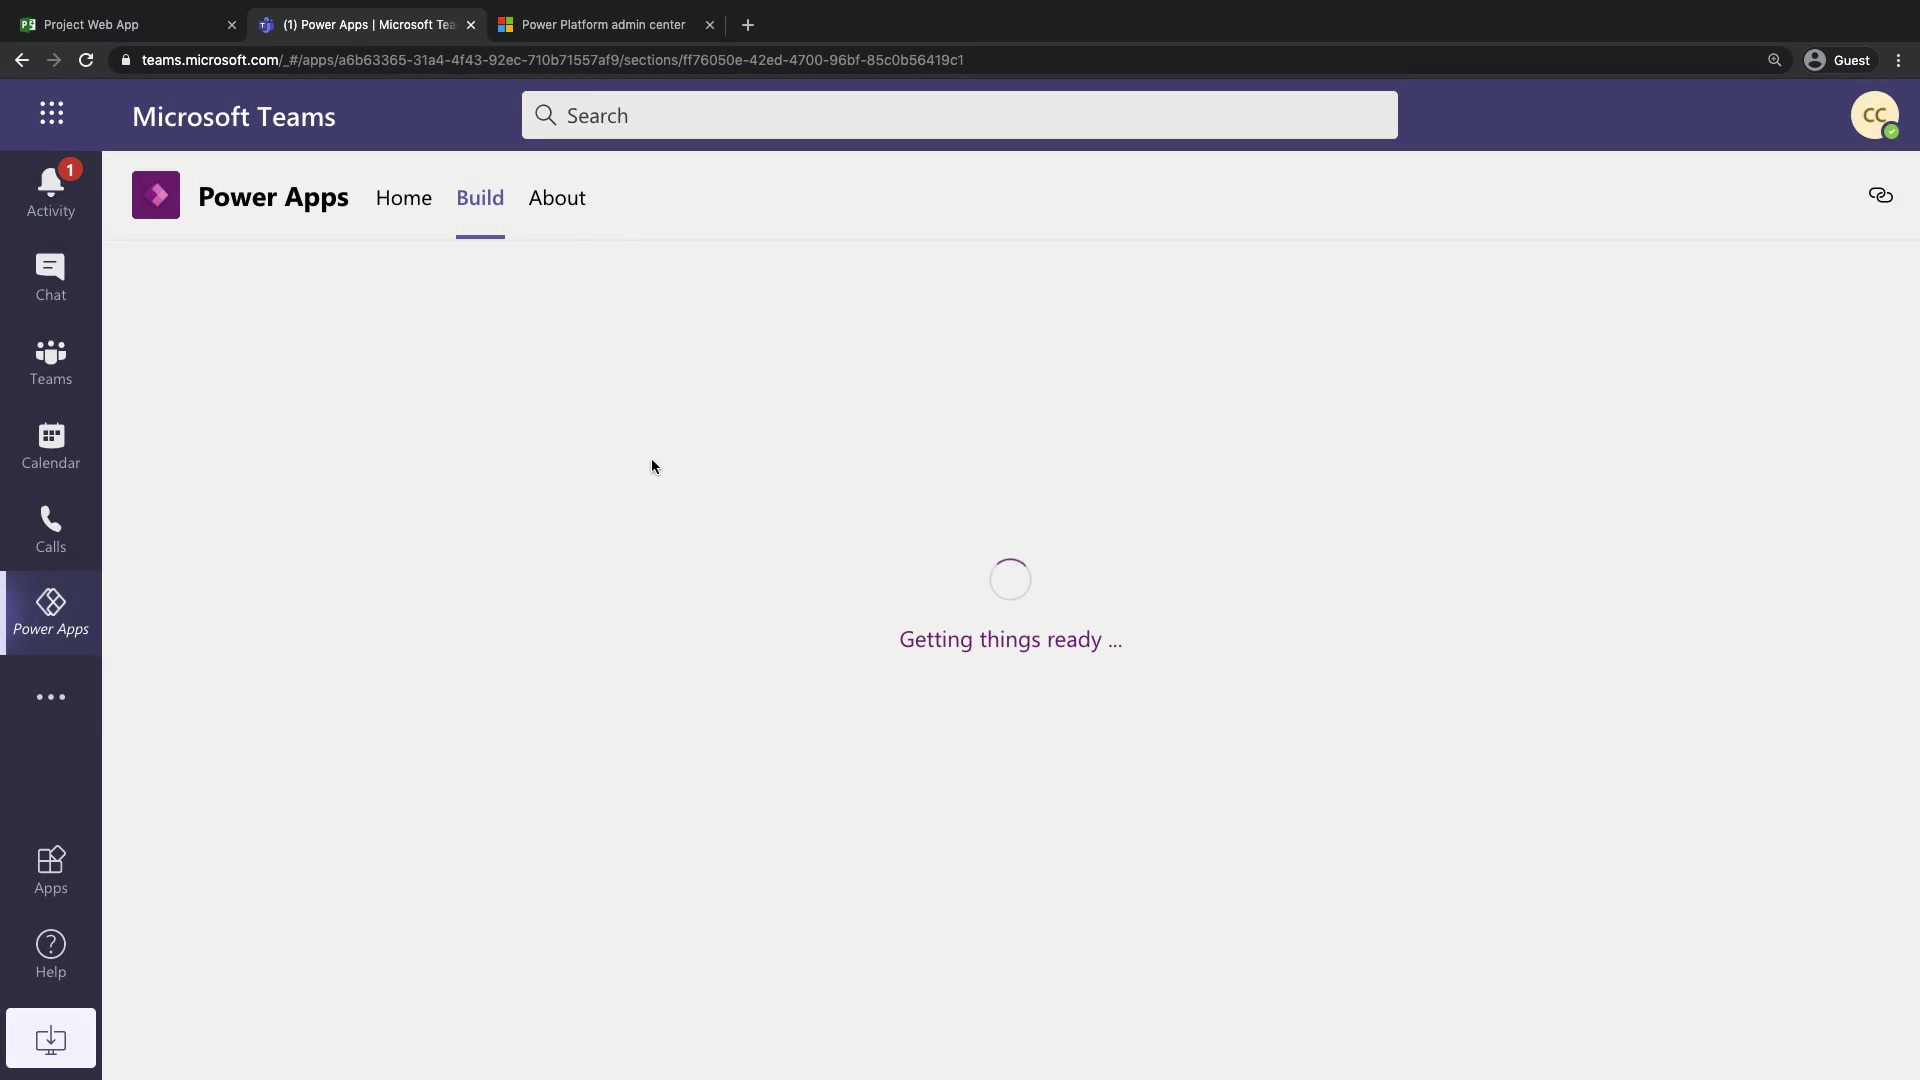 Project Web App
(1) Power Apps | Microsoft Tea
Power Platform admin center
teams.microsoft.com/_#/apps/a6b63365-31a4-4f43-92ec-710b71557af9/sections/ff76050e-42ed-4700-96bf-85c0b56419c1
Guest
Microsoft Teams
Search
CC
1
Activity
Chat
Teams
Calendar
Calls
Power Apps
Apps
Help
Power Apps
Home
Build
About
Getting things ready ...